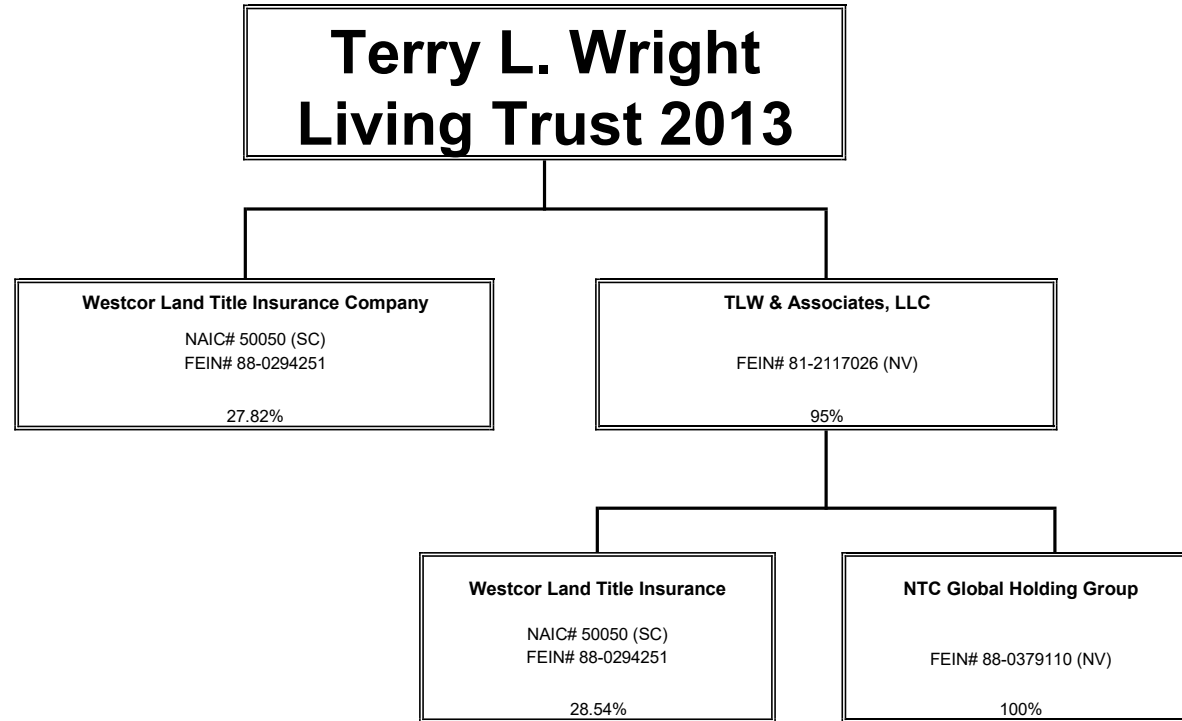 Terry L. Wright
Living Trust 2013
Westcor Land Title Insurance Company
NAIC# 50050 (SC)
FEIN# 88-0294251
27.82%
TLW & Associates, LLC
FEIN# 81-2117026 (NV)
95%
Westcor Land Title Insurance
NAIC# 50050 (SC)
FEIN# 88-0294251
28.54%
NTC Global Holding Group
FEIN# 88-0379110 (NV)
100%